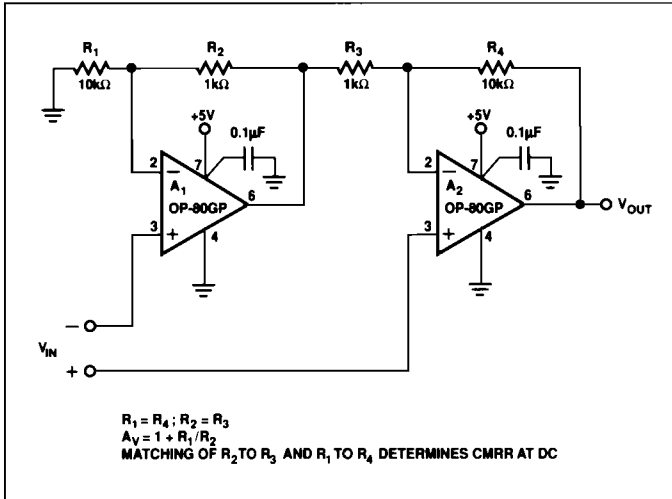 R1 R2 R3 R4
10kΩ 1kΩ 1kΩ 10kΩ
+5V +5V
0.1µF 0.1µF
2 7 2 7
− −
A1 6 A2 6
OP-80GP OP-80GP VOUT
3 + 4 3 + 4
−
VIN
+
R1 = R4 ; R2 = R3
AV = 1 + R1/R2
MATCHING OF R2 TO R3 AND R1 TO R4 DETERMINES CMRR AT DC